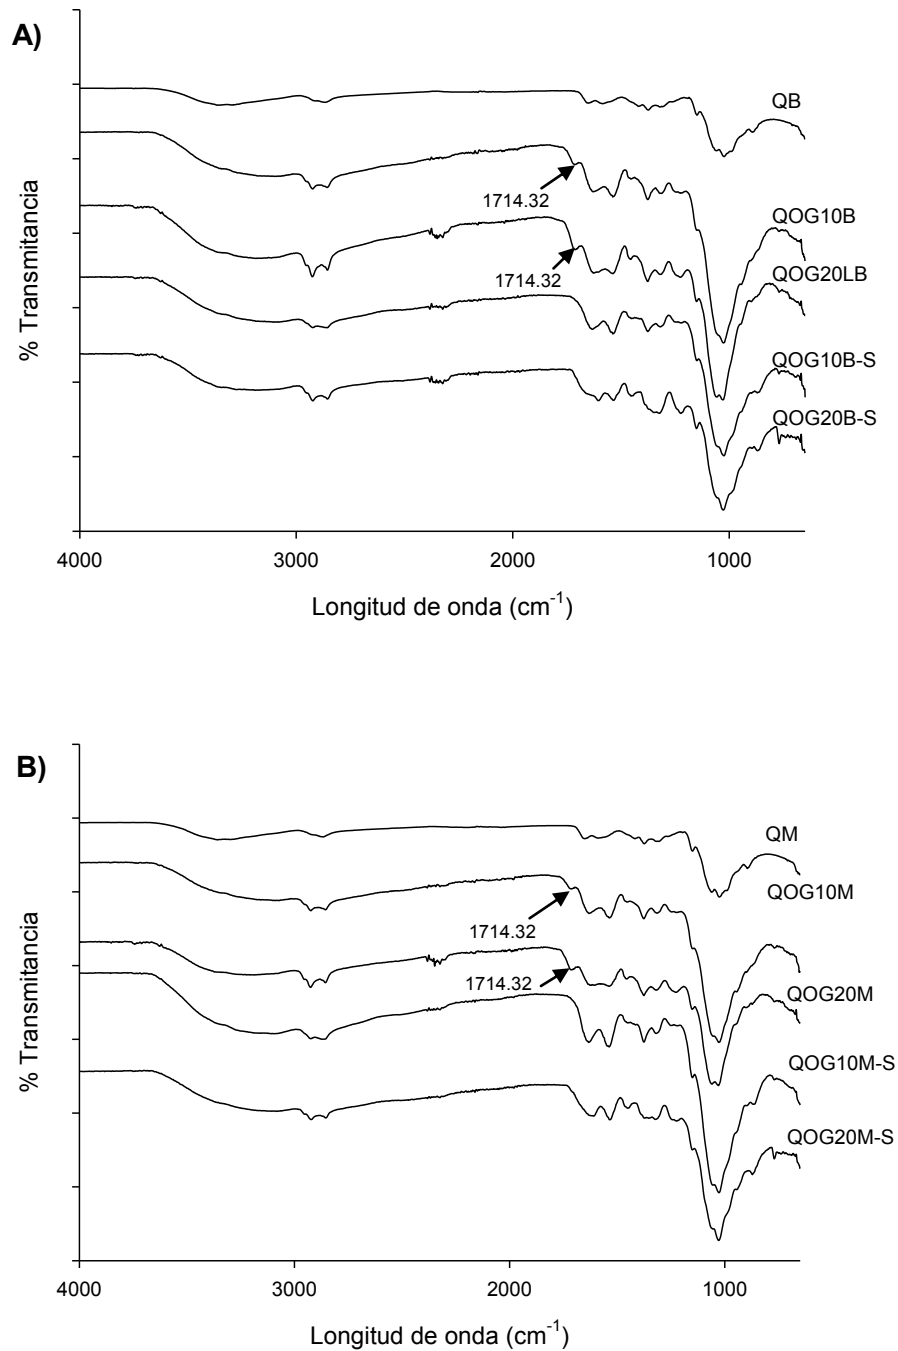 A)
QB
1714.32
QOG10B
1714.32
QOG20LB
QOG10B-S
QOG20B-S
% Transmitancia
4000 3000 2000 1000
Longitud de onda (cm⁻¹)
B)
QM
QOG10M
1714.32
1714.32
QOG20M
QOG10M-S
QOG20M-S
% Transmitancia
4000 3000 2000 1000
Longitud de onda (cm⁻¹)